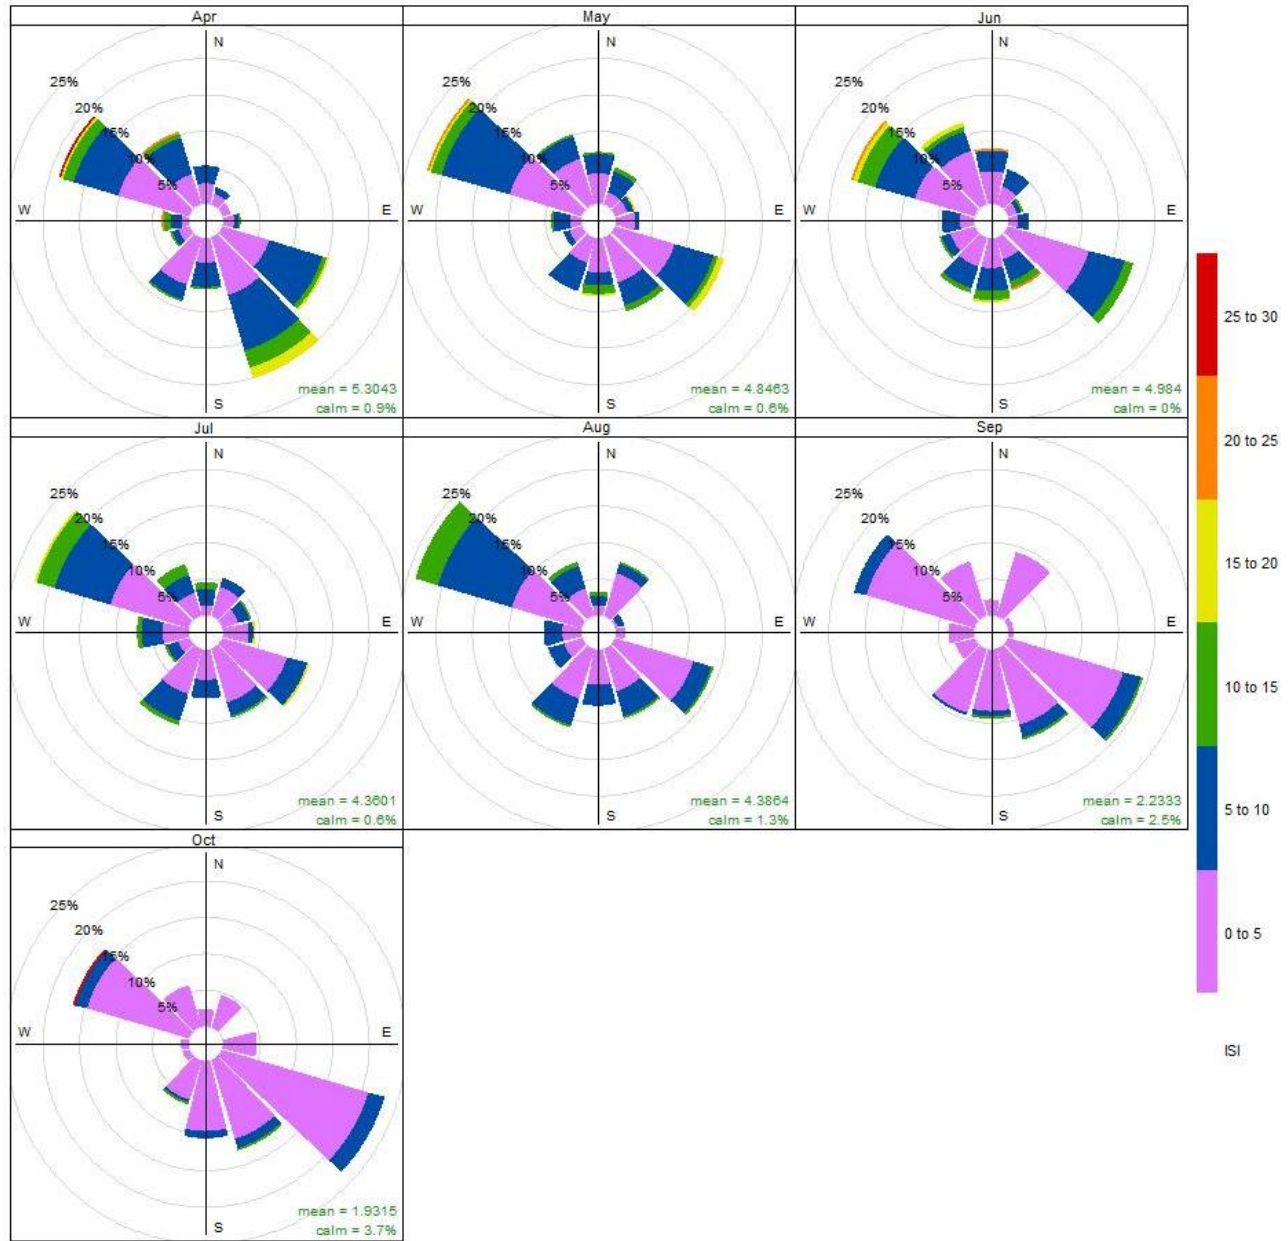 Apr
May
Jun
N
N
N
25%
25%
25%
20%
20%
20%
15%
15%
15%
10%
10%
10%
5%
5%
5%
W
E
W
E
W
E
S
S
S
mean = 5.3043
calm = 0.9%
mean = 4.8463
calm = 0.6%
mean = 4.984
calm = 0%
Jul
Aug
Sep
N
N
N
25%
25%
25%
20%
20%
20%
15%
15%
15%
10%
10%
10%
5%
5%
5%
W
E
W
E
W
E
S
S
S
mean = 4.3601
calm = 0.6%
mean = 4.3864
calm = 1.3%
mean = 2.2333
calm = 2.5%
Oct
N
25%
20%
15%
10%
5%
W
E
S
mean = 1.9315
calm = 3.7%
25 to 30
20 to 25
15 to 20
10 to 15
5 to 10
0 to 5
ISI